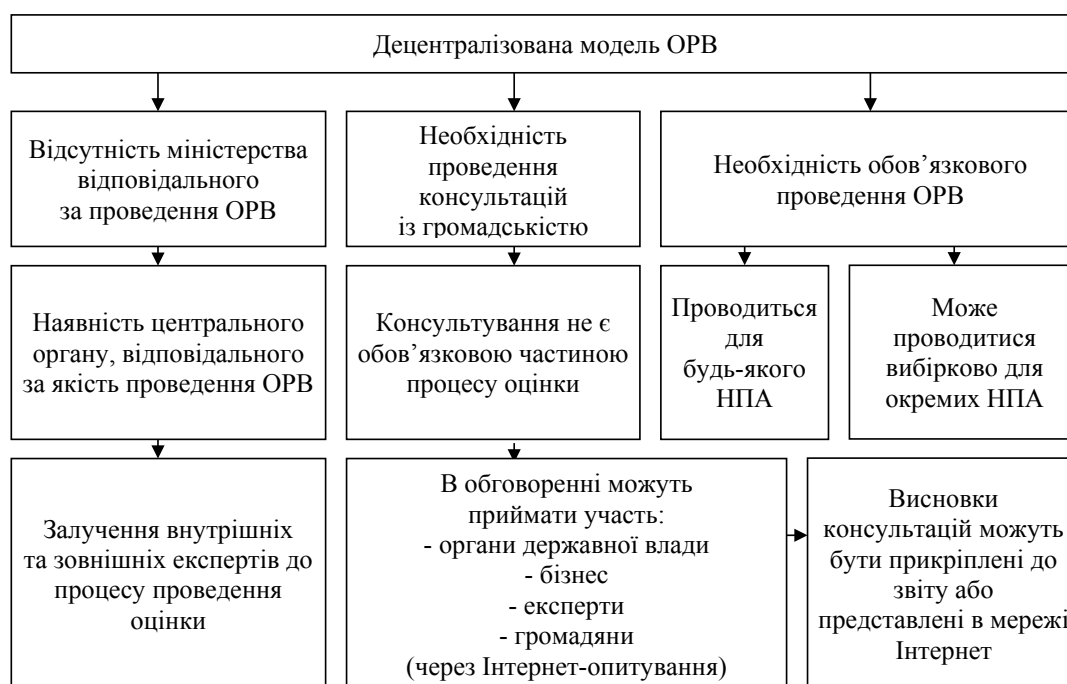 Децентралізована модель ОРВ
Відсутність міністерства
відповідального
за проведення ОРВ
Необхідність
проведення
консультацій
із громадськістю
Необхідність обов’язкового
проведення ОРВ
Наявність центрального
органу, відповідального
за якість проведення ОРВ
Консультування не є
обов’язковою частиною
процесу оцінки
Проводиться
для
будь-якого
НПА
Може
проводитися
вибірково для
окремих НПА
Залучення внутрішніх
та зовнішніх експертів до
процесу проведення
оцінки
В обговоренні можуть
приймати участь:
- органи державної влади
- бізнес
- експерти
- громадяни
(через Інтернет-опитування)
Висновки
консультацій можуть
бути прикріплені до
звіту або
представлені в мережі
Інтернет